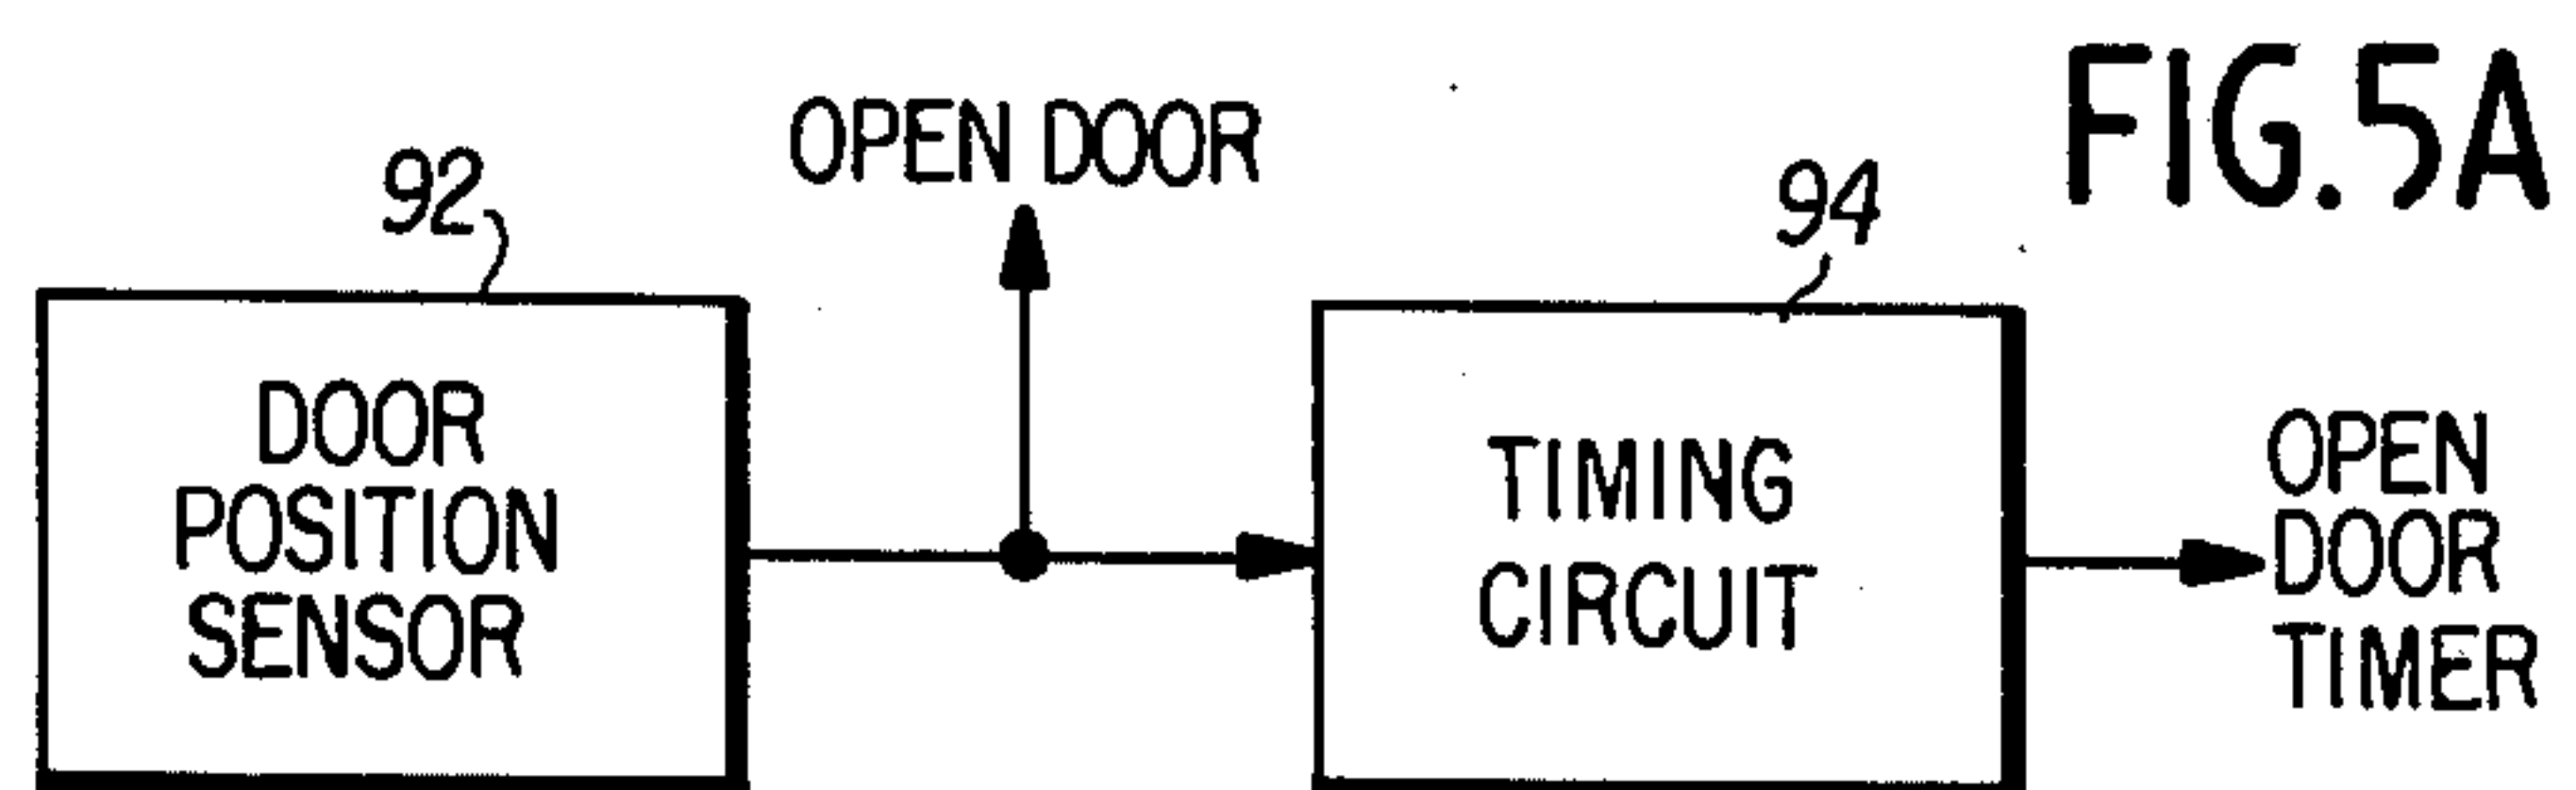 FIG.5A
OPEN DOOR
92
94
DOOR
POSITION
SENSOR
TIMING
CIRCUIT
OPEN
DOOR
TIMER